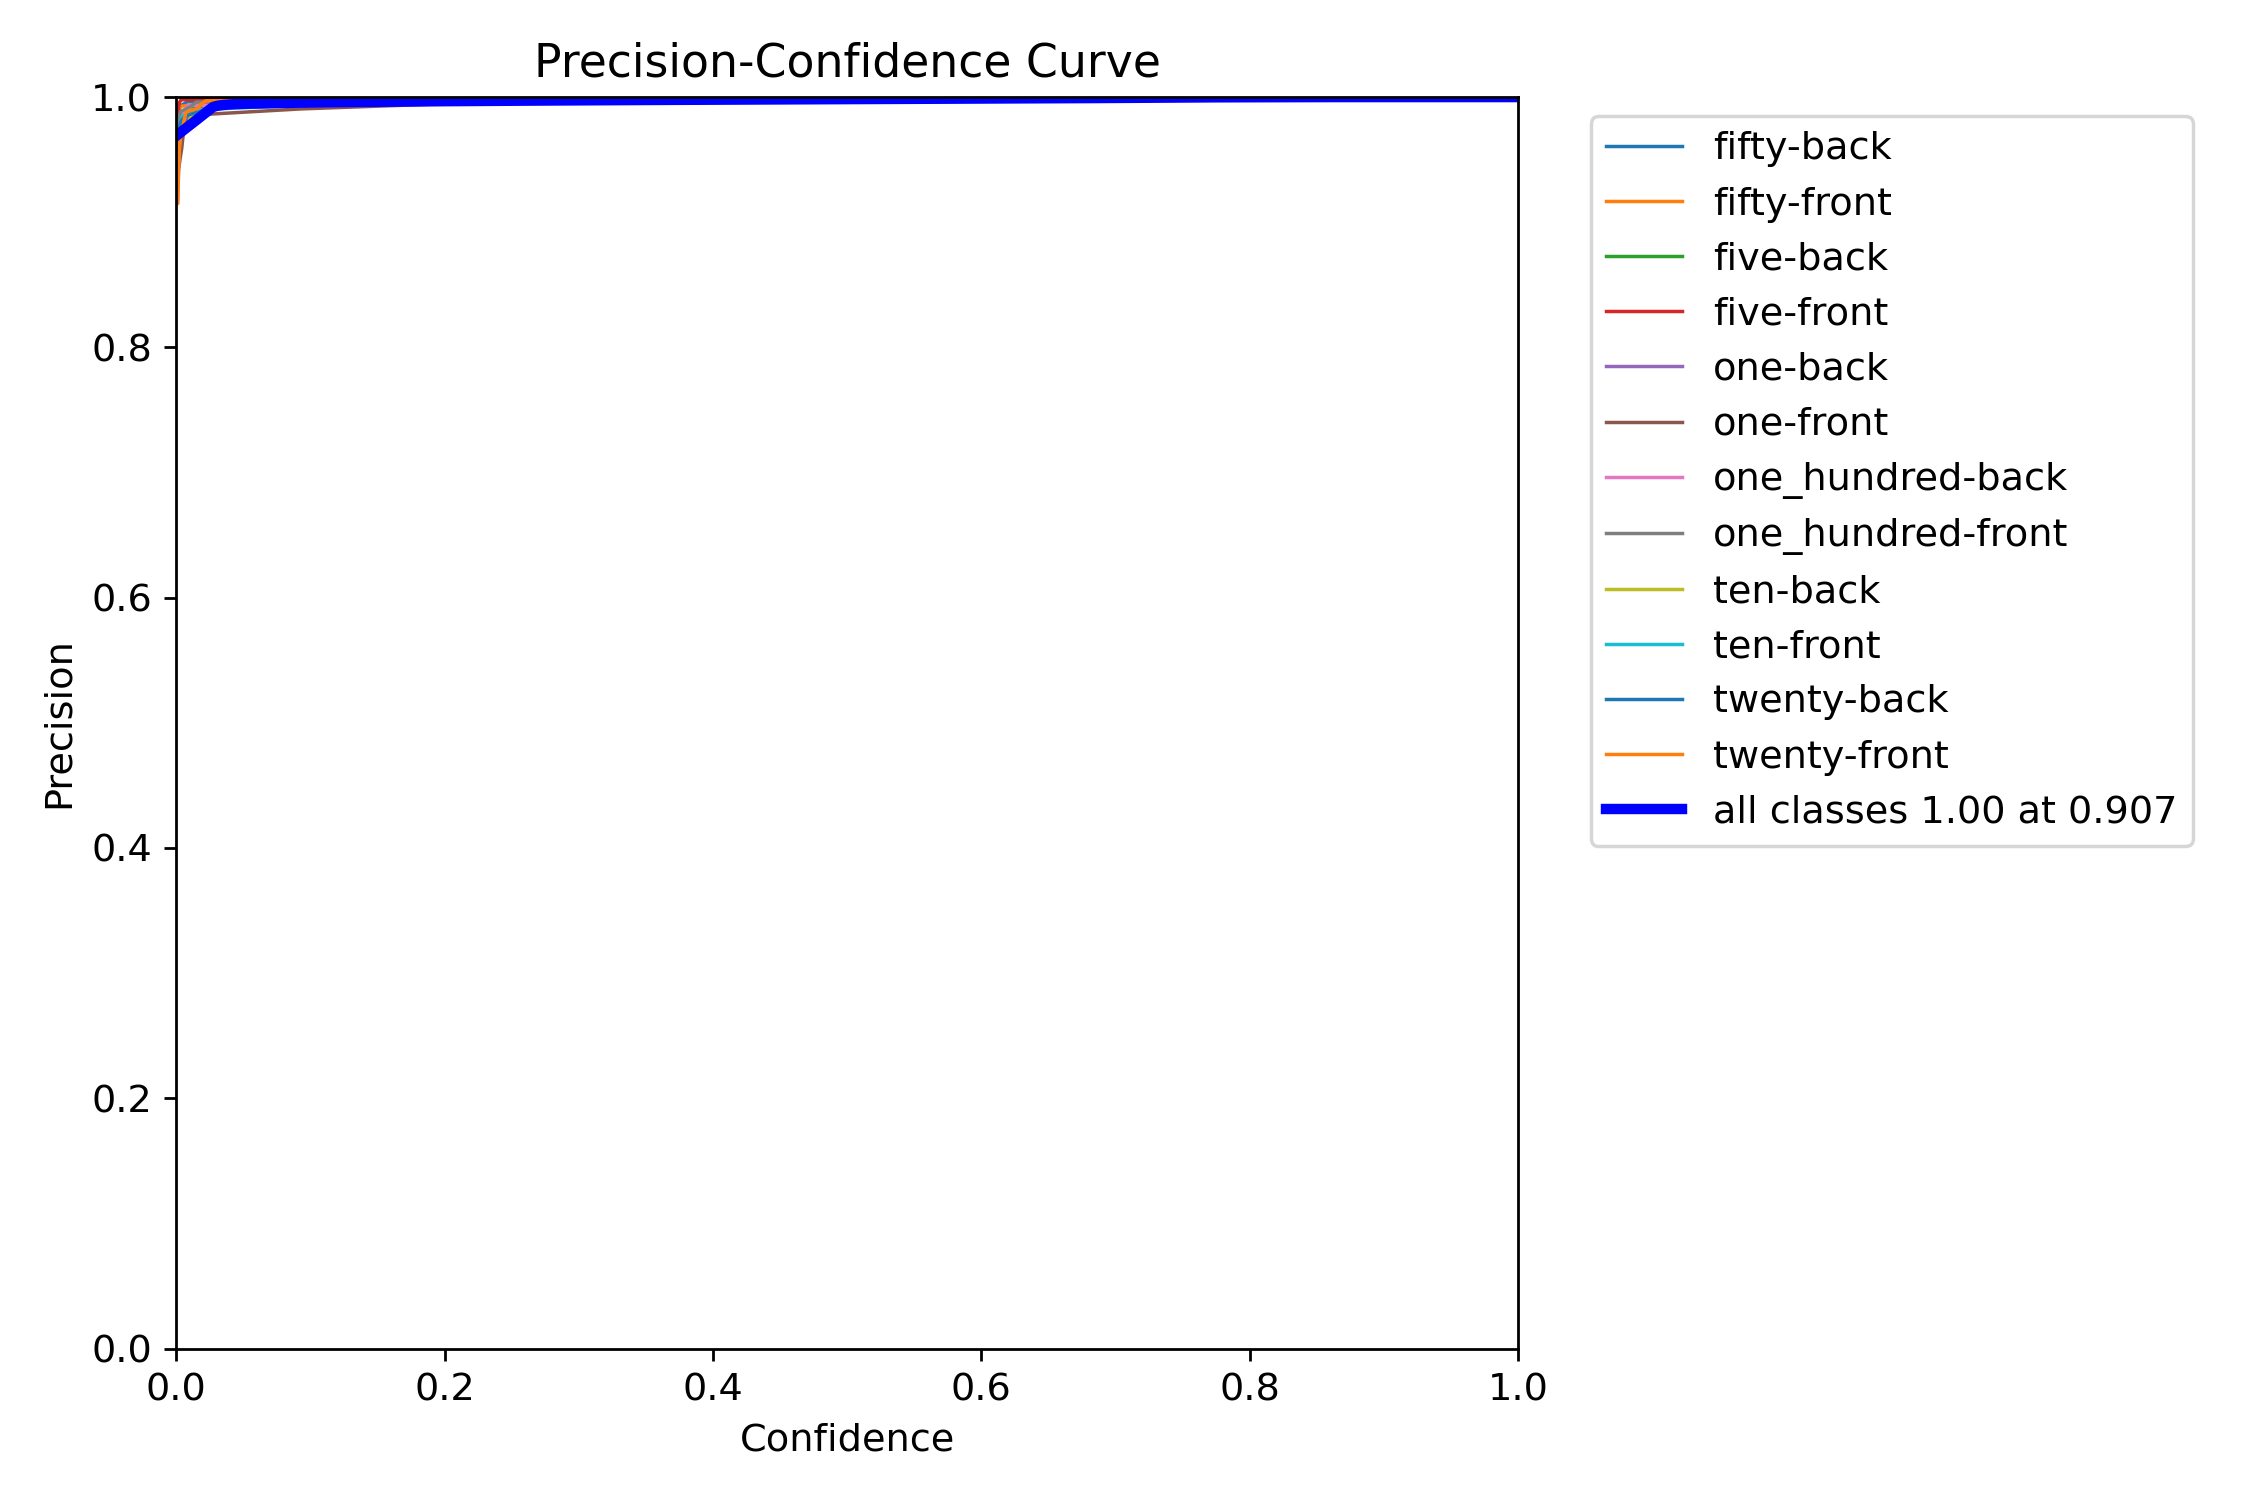 Precision-Confidence Curve
1.0
0.8
0.6
0.4
0.2
0.0
Precision
0.0 0.2 0.4 0.6 0.8 1.0
Confidence
fifty-back
fifty-front
five-back
five-front
one-back
one-front
one_hundred-back
one_hundred-front
ten-back
ten-front
twenty-back
twenty-front
all classes 1.00 at 0.907